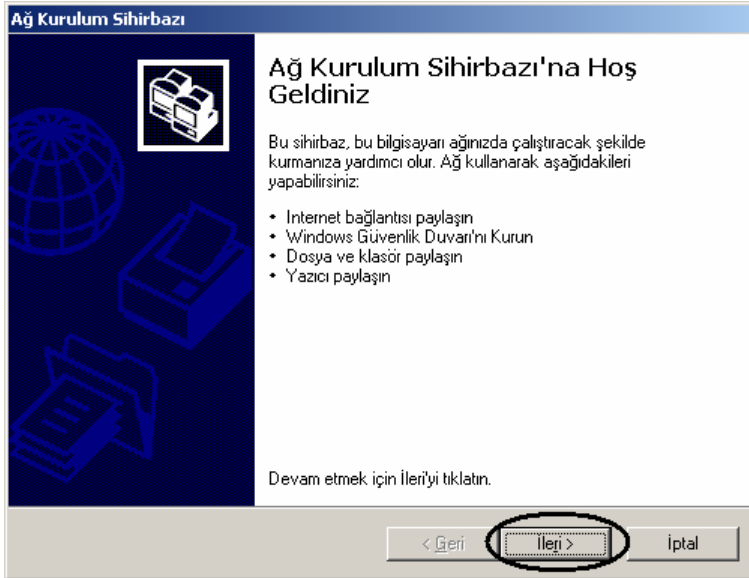 Ağ Kurulum Sihirbazı
Ağ Kurulum Sihirbazı'na Hoş
Geldiniz
Bu sihirbaz, bu bilgisayarı ağınızda çalıştıracak şekilde
kurmanıza yardımcı olur. Ağ kullanarak aşağıdakileri
yapabilirsiniz:
• Internet bağlantısı paylaşın
• Windows Güvenlik Duvarı'nı Kurun
• Dosya ve klasör paylaşın
• Yazıcı paylaşın
Devam etmek için İleri'yi tıklatın.
< Geri İleri > İptal